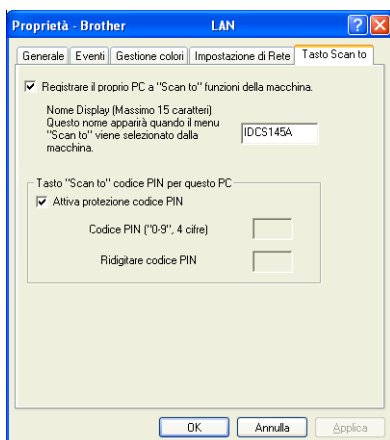 Proprietà - Brother LAN
Generale Eventi Gestione colori Impostazione di Rete Tasto Scan to
Registrare il proprio PC a "Scan to" funzioni della macchina.
Nome Display (Massimo 15 caratteri)
Questo nome apparirà quando il menu
"Scan to" viene selezionato dalla
macchina.
IDCS145A
Tasto "Scan to" codice PIN per questo PC
Attiva protezione codice PIN
Codice PIN ("0-9", 4 cifre)
Ridigitare codice PIN
OK Annulla Applica